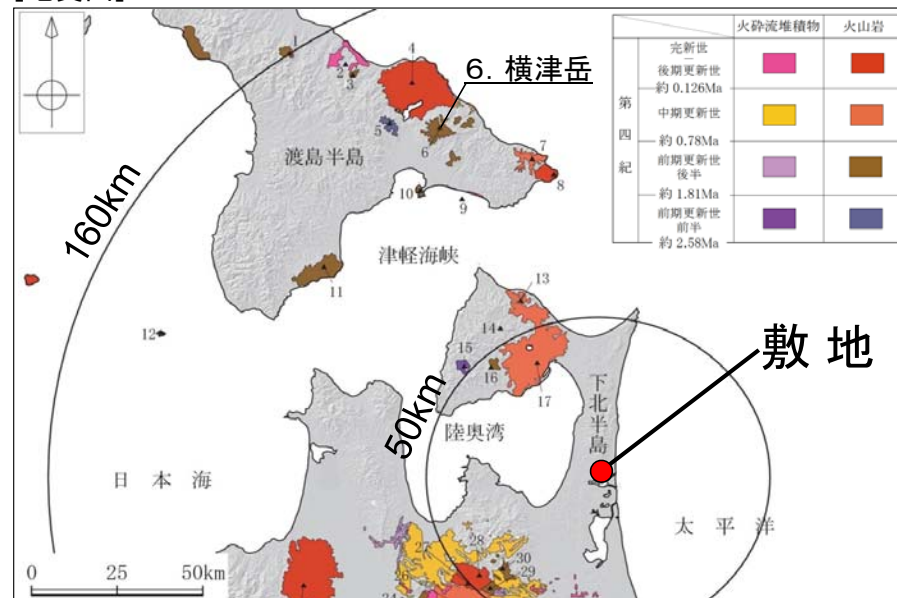 火砕流堆積物 火山岩
第四紀
完新世
―
後期更新世
約 0.126Ma
中期更新世
約 0.78Ma
前期更新世
後半
約 1.81Ma
前期更新世
前半
約 2.58Ma
1
2
3
4
6. 横津岳
5
6
7
8
渡島半島
10
9
160km
津軽海峡
11
12
13
14
15
16
17
敷 地
50km
下北半島
陸奥湾
日 本 海
太 平 洋
27
28
30
29
26
0 25 50km